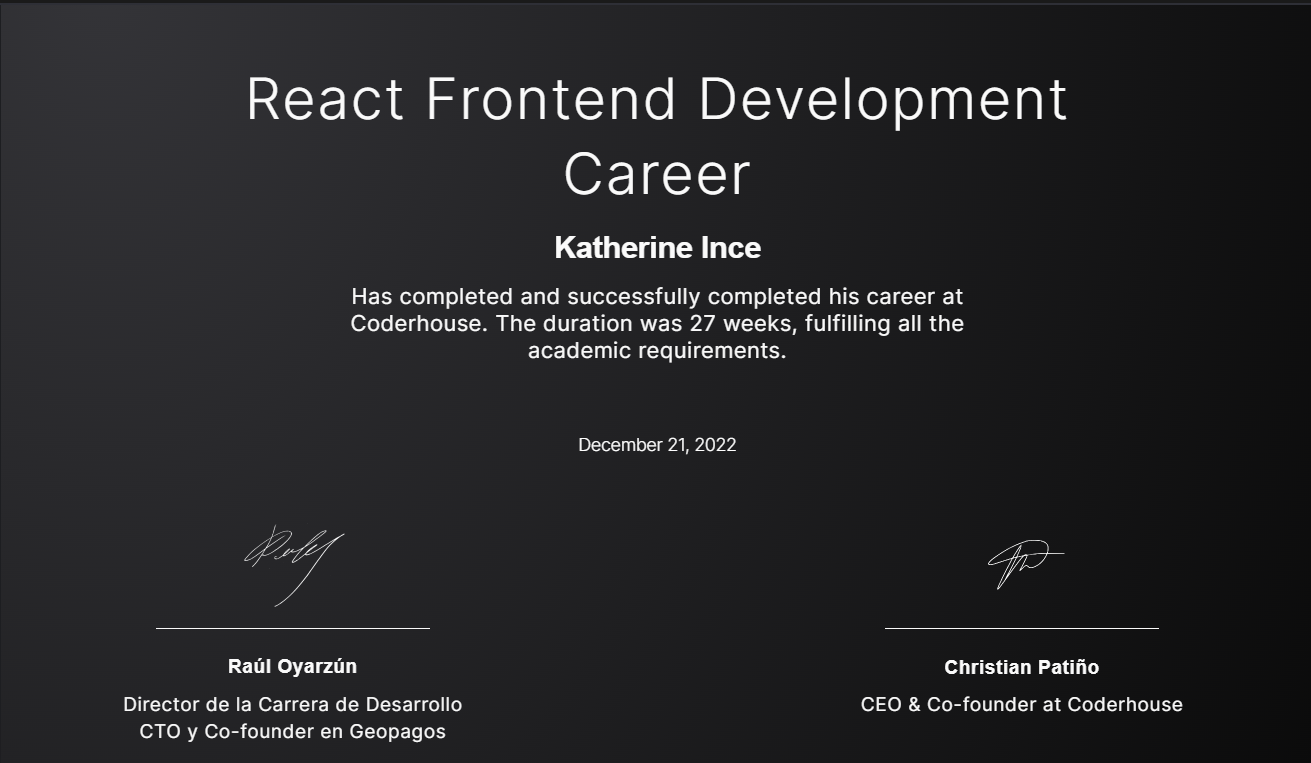 React Frontend Development
Career
Katherine Ince
Has completed and successfully completed his career at
Coderhouse. The duration was 27 weeks, fulfilling all the
academic requirements.
December 21, 2022
Raúl Oyarzún
Christian Patiño
Director de la Carrera de Desarrollo
CEO & Co-founder at Coderhouse
CTO y Co-founder en Geopagos